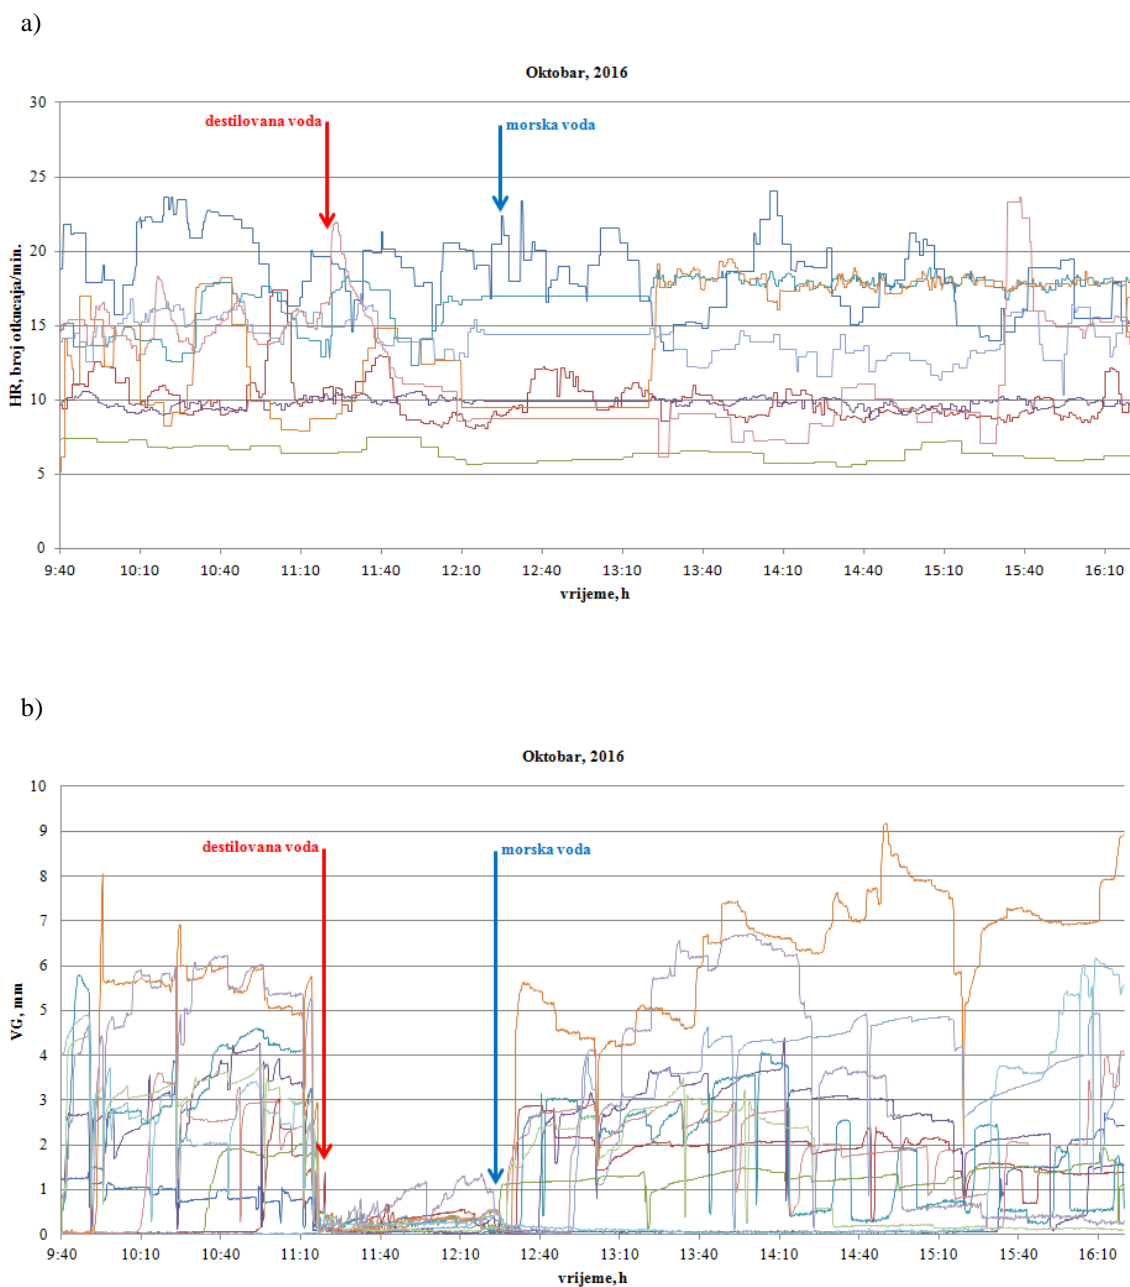 a)
Oktobar, 2016
30
destilovana voda
morska voda
25
20
15
10
5
0
HR, broj otkucaja/min.
9:40 10:10 10:40 11:10 11:40 12:10 12:40 13:10 13:40 14:10 14:40 15:10 15:40 16:10
vrijeme, h
b)
Oktobar, 2016
10
9
destilovana voda
morska voda
8
7
6
5
4
3
2
1
0
VG, mm
9:40 10:10 10:40 11:10 11:40 12:10 12:40 13:10 13:40 14:10 14:40 15:10 15:40 16:10
vrijeme, h